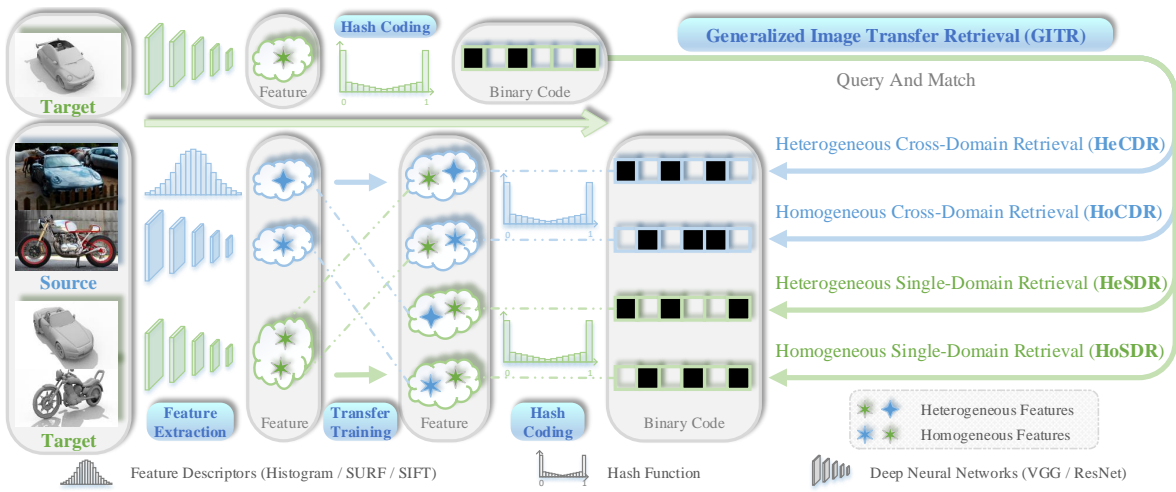 Hash Coding
Generalized Image Transfer Retrieval (GITR)
Target
Feature
0
1
Binary Code
Query And Match
Heterogeneous Cross-Domain Retrieval (HeCDR)
0
1
Homogeneous Cross-Domain Retrieval (HoCDR)
Source
Heterogeneous Single-Domain Retrieval (HeSDR)
0
1
Homogeneous Single-Domain Retrieval (HoSDR)
Target
Feature
Extraction
Feature
Transfer
Training
Feature
Hash
Coding
Binary Code
Heterogeneous Features
Homogeneous Features
Feature Descriptors (Histogram / SURF / SIFT)
0
1
Hash Function
Deep Neural Networks (VGG / ResNet)